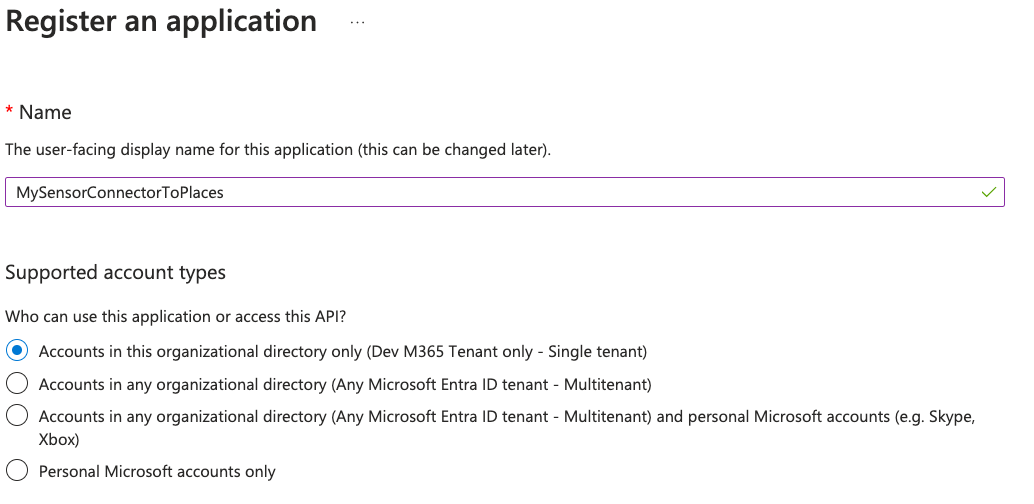 Register an application ...
* Name
The user-facing display name for this application (this can be changed later).
MySensorConnectorToPlaces
Supported account types
Who can use this application or access this API?
Accounts in this organizational directory only (Dev M365 Tenant only - Single tenant)
Accounts in any organizational directory (Any Microsoft Entra ID tenant - Multitenant)
Accounts in any organizational directory (Any Microsoft Entra ID tenant - Multitenant) and personal Microsoft accounts (e.g. Skype,
Xbox)
Personal Microsoft accounts only